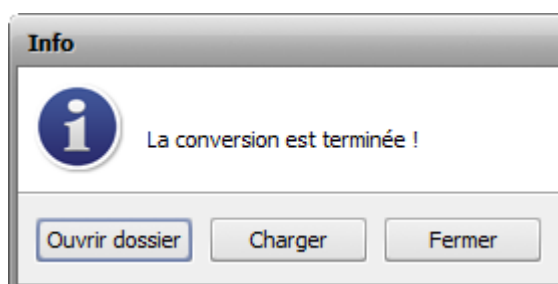 Info
La conversion est terminée !
Ouvrir dossier Charger Fermer